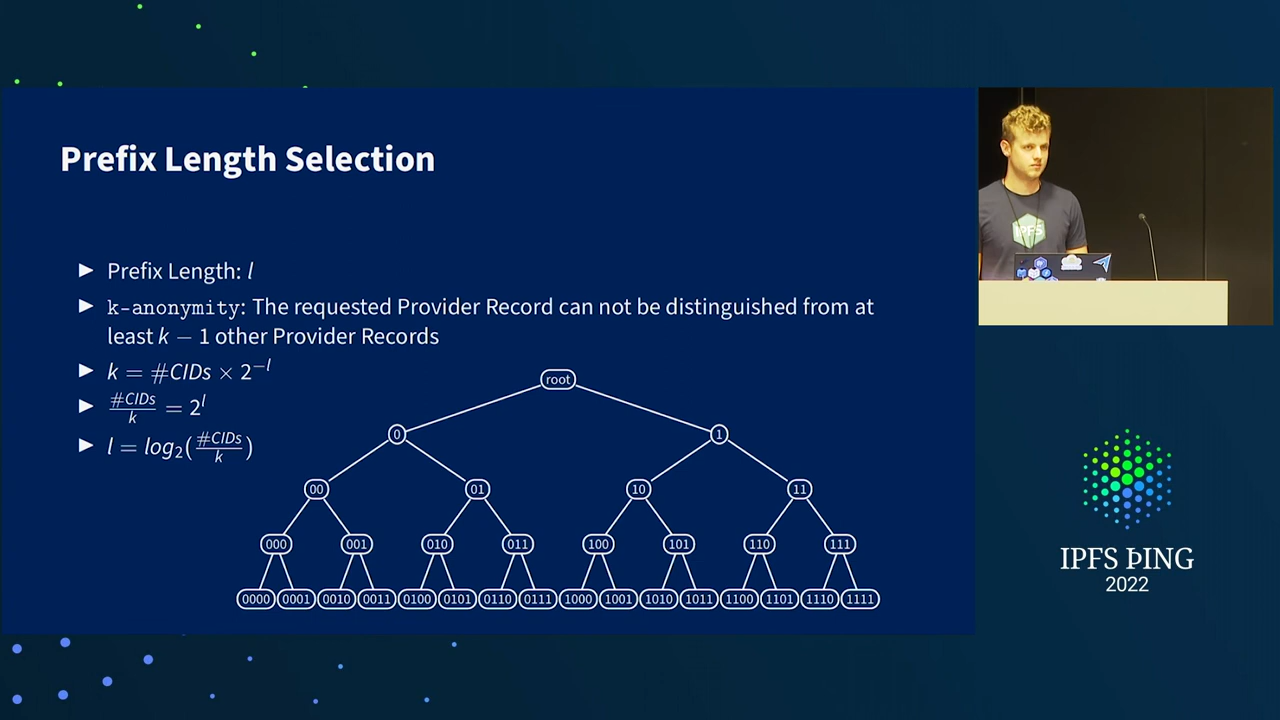 Prefix Length Selection
► Prefix Length: l
► k-anonymity: The requested Provider Record can not be distinguished from at
least k − 1 other Provider Records
► k = #CIDs × 2^−l
► #CIDs/k = 2^l
► l = log₂(#CIDs/k)
root
0 1
00 01 10 11
000 001 010 011 100 101 110 111
0000 0001 0010 0011 0100 0101 0110 0111 1000 1001 1010 1011 1100 1101 1110 1111
IPFS
IPFS ÞING
2022